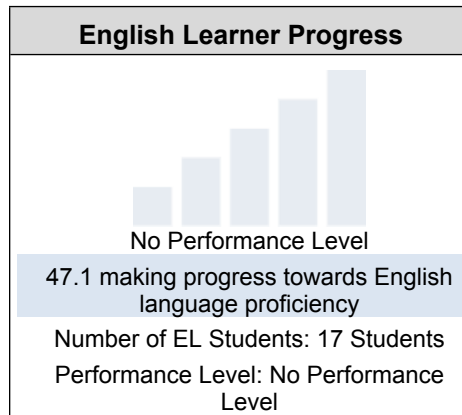 English Learner Progress
No Performance Level
47.1 making progress towards English
language proficiency
Number of EL Students: 17 Students
Performance Level: No Performance
Level